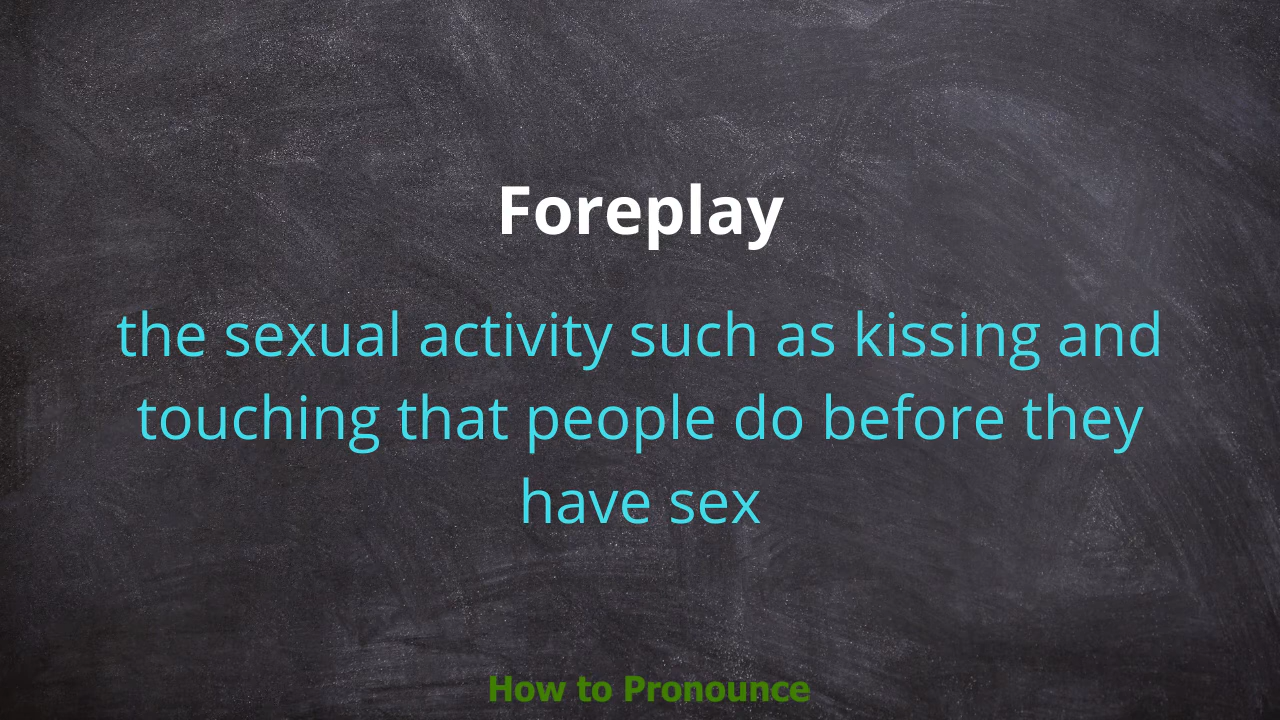 Foreplay
the sexual activity such as kissing and
touching that people do before they
have sex
How to Pronounce